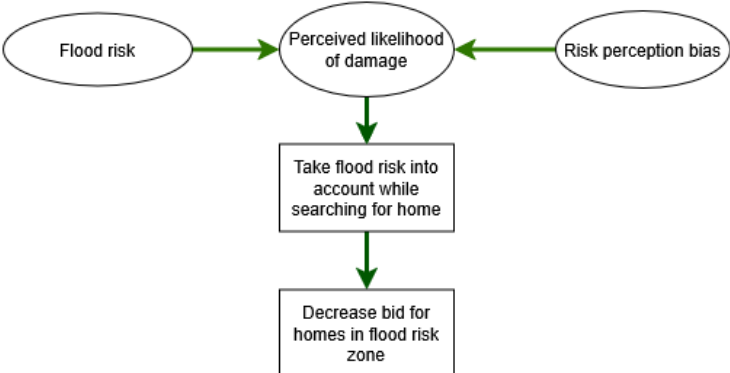 Flood risk
Perceived likelihood
of damage
Risk perception bias
Take flood risk into
account while
searching for home
Decrease bid for
homes in flood risk
zone